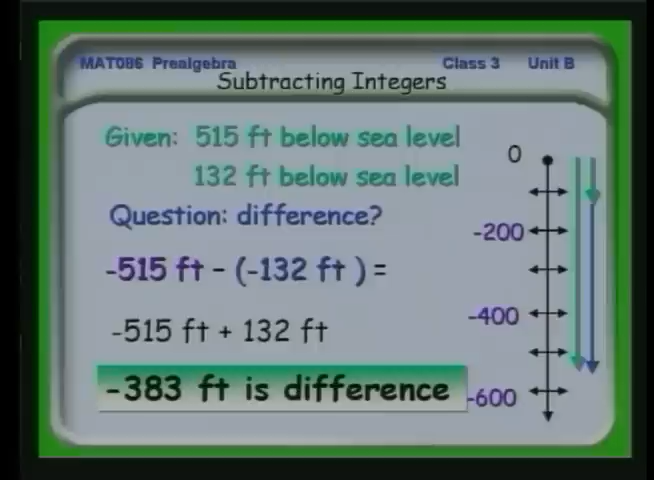 MAT086 Prealgebra Class 3 Unit B
Subtracting Integers
Given: 515 ft below sea level
132 ft below sea level
Question: difference?
-515 ft - (-132 ft ) =
-515 ft + 132 ft
-383 ft is difference
0
-200
-400
-600